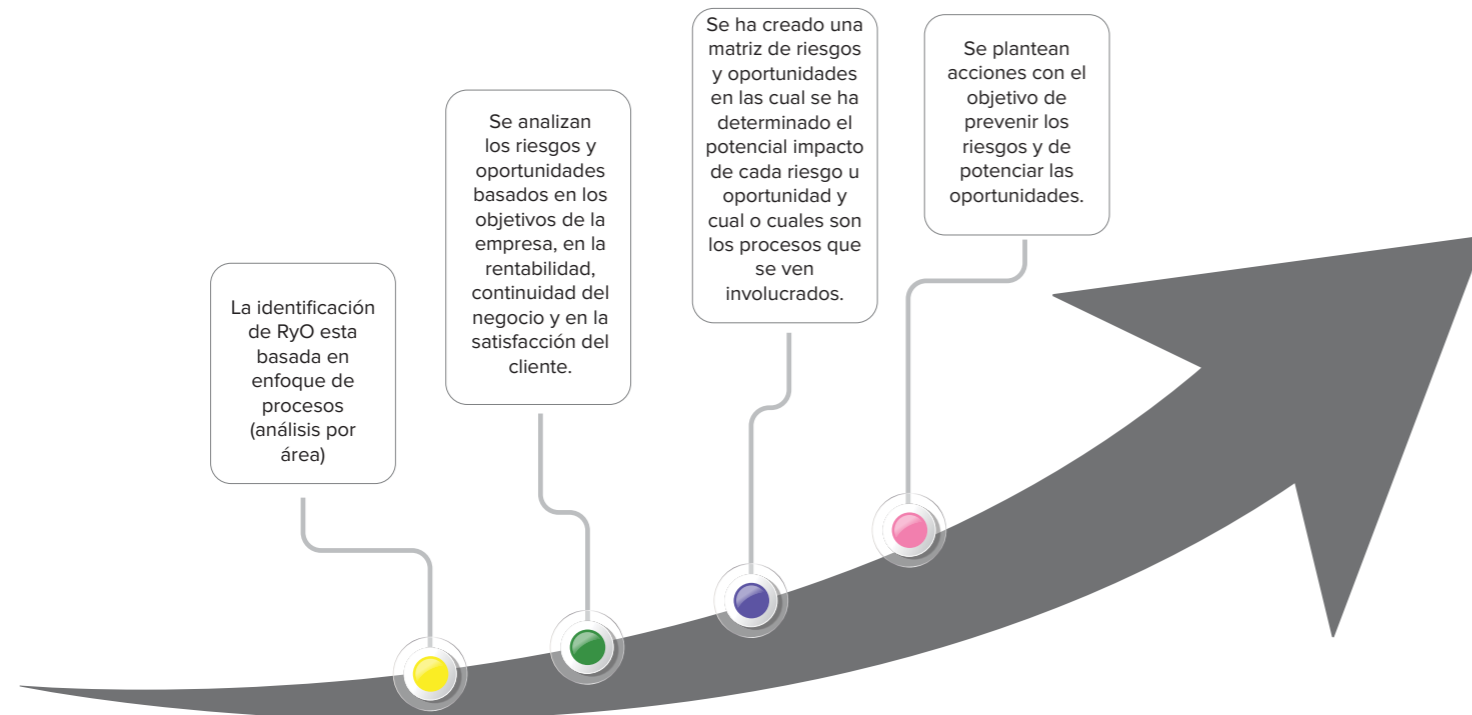 La identificación
de RyO esta
basada en
enfoque de
procesos
(análisis por
área)
Se analizan
los riesgos y
oportunidades
basados en los
objetivos de la
empresa, en la
rentabilidad,
continuidad del
negocio y en la
satisfacción del
cliente.
Se ha creado una
matriz de riesgos
y oportunidades
en las cual se ha
determinado el
potencial impacto
de cada riesgo u
oportunidad y
cual o cuales son
los procesos que
se ven
involucrados.
Se plantean
acciones con el
objetivo de
prevenir los
riesgos y de
potenciar las
oportunidades.